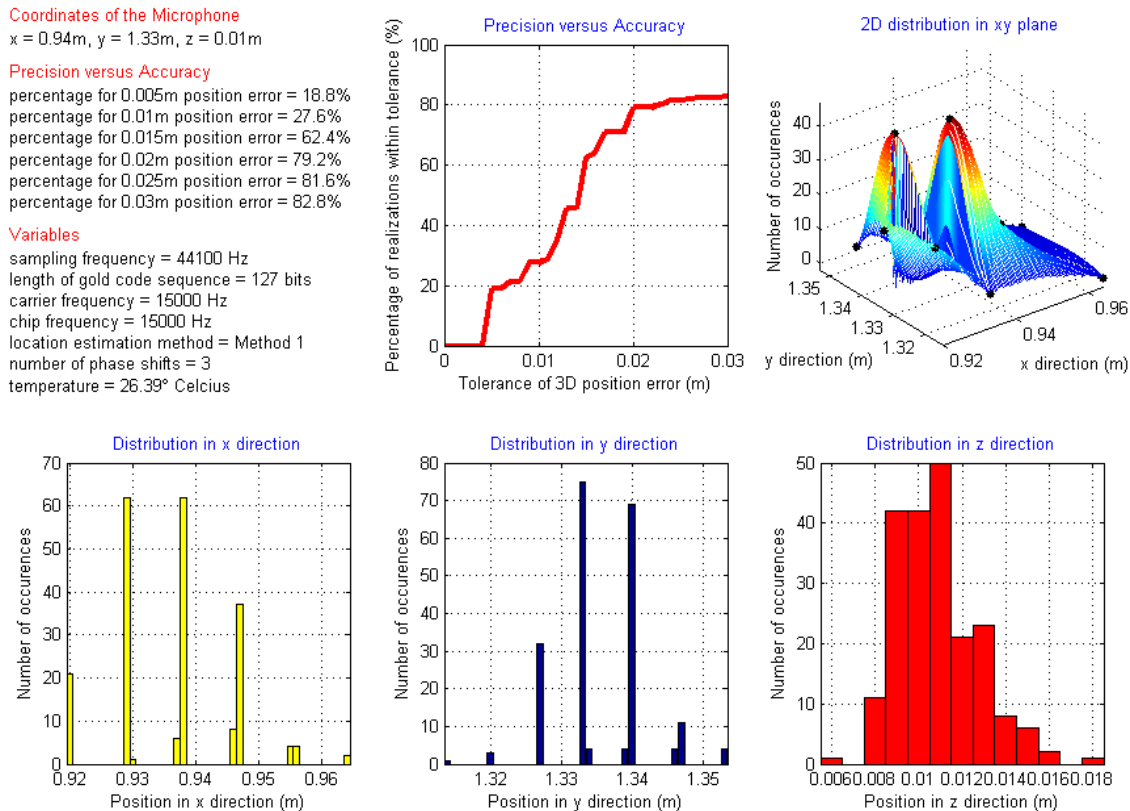 Coordinates of the Microphone
x = 0.94m, y = 1.33m, z = 0.01m
Precision versus Accuracy
percentage for 0.005m position error = 18.8%
percentage for 0.01m position error = 27.6%
percentage for 0.015m position error = 62.4%
percentage for 0.02m position error = 79.2%
percentage for 0.025m position error = 81.6%
percentage for 0.03m position error = 82.8%
Variables
sampling frequency = 44100 Hz
length of gold code sequence = 127 bits
carrier frequency = 15000 Hz
chip frequency = 15000 Hz
location estimation method = Method 1
number of phase shifts = 3
temperature = 26.39° Celcius
Precision versus Accuracy
Percentage of realizations within tolerance (%)
100
80
60
40
20
0
0 0.01 0.02 0.03
Tolerance of 3D position error (m)
2D distribution in xy plane
Number of occurences
40
30
20
10
0
1.35
1.34
1.33
1.32
y direction (m)
0.92
0.94
0.96
x direction (m)
Distribution in x direction
Number of occurences
70
60
50
40
30
20
10
0
0.92 0.93 0.94 0.95 0.96
Position in x direction (m)
Distribution in y direction
Number of occurences
80
70
60
50
40
30
20
10
0
1.32 1.33 1.34 1.35
Position in y direction (m)
Distribution in z direction
Number of occurences
50
40
30
20
10
0
0.006 0.008 0.01 0.012 0.014 0.016 0.018
Position in z direction (m)